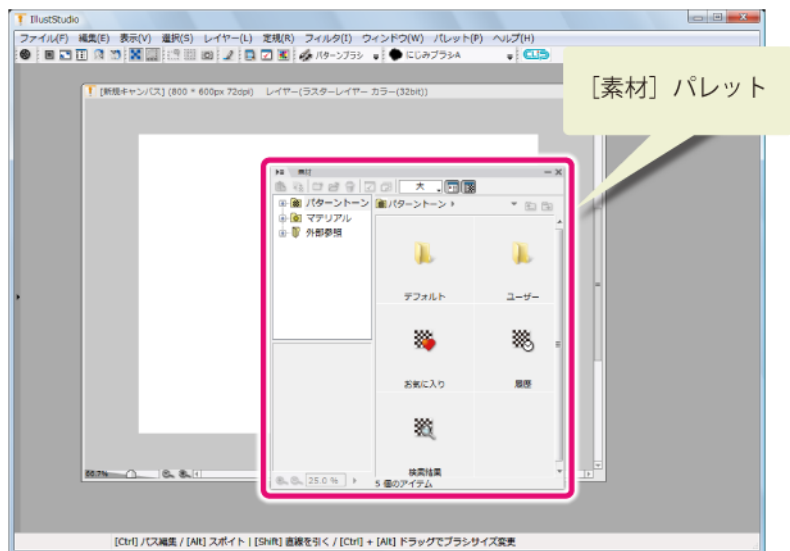 IllustStudio
ファイル(F) 編集(E) 表示(V) 選択(S) レイヤー(L) 定規(R) フィルタ(I) ウィンドウ(W) パレット(P) ヘルプ(H)
パターンブラシ にじみブラシA CLIP
[新規キャンバス] (800 * 600px 72dpi) レイヤー(ラスターレイヤー カラー(32bit))
[素材] パレット
素材
大
パターントーン
マテリアル
外部参照
パターントーン
デフォルト ユーザー
お気に入り 履歴
検索結果
25.0 % 5 個のアイテム
66.7%
[Ctrl] パス編集 / [Alt] スポイト | [Shift] 直線を引く / [Ctrl] + [Alt] ドラッグでブラシサイズ変更